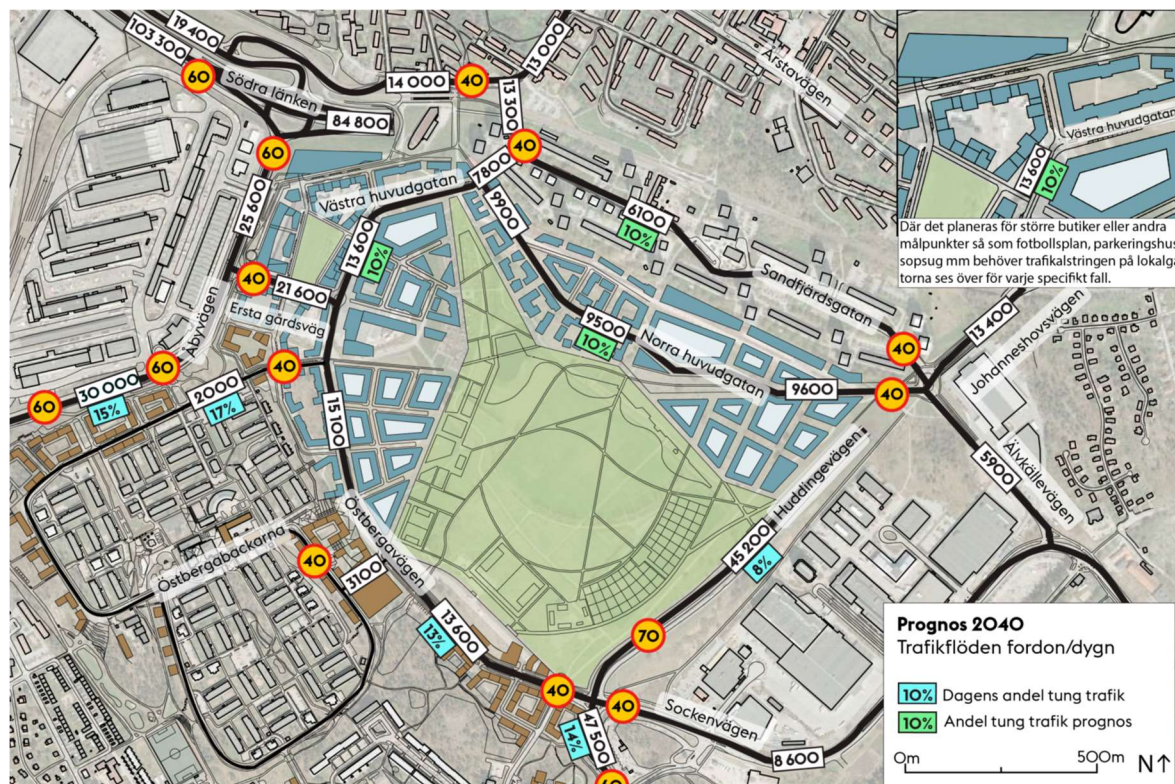 19 400
103 300
60
Södra länken
84 800
14 000
40
13 000
13 300
Årstavägen
40
60
25 600
Västra huvudgatan
7800
9900
6100
10%
13 600
10%
40
21 600
Ersta gårdsväg
Åbyvägen
Sandfjärdsgatan
9500
10%
Norra huvudgatan
9600
40
40
13 400
Johanneshovsvägen
60
30 000
15%
60
2000
17%
40
15 100
5900
Älvkällevägen
Huddingevägen
45 200
8%
Östbergabackarna
40
3100
Östbergavägen
13 600
13%
70
40
40
47 500
14%
Sockenvägen
8 600
Västra huvudgatan
13 600
10%
Där det planeras för större butiker eller andra
målpunkter så som fotbollsplan, parkeringshus
sopsug mm behöver trafikalstringen på lokalga
torna ses över för varje specifikt fall.
Prognos 2040
Trafikflöden fordon/dygn
10% Dagens andel tung trafik
10% Andel tung trafik prognos
0m 500m N↑